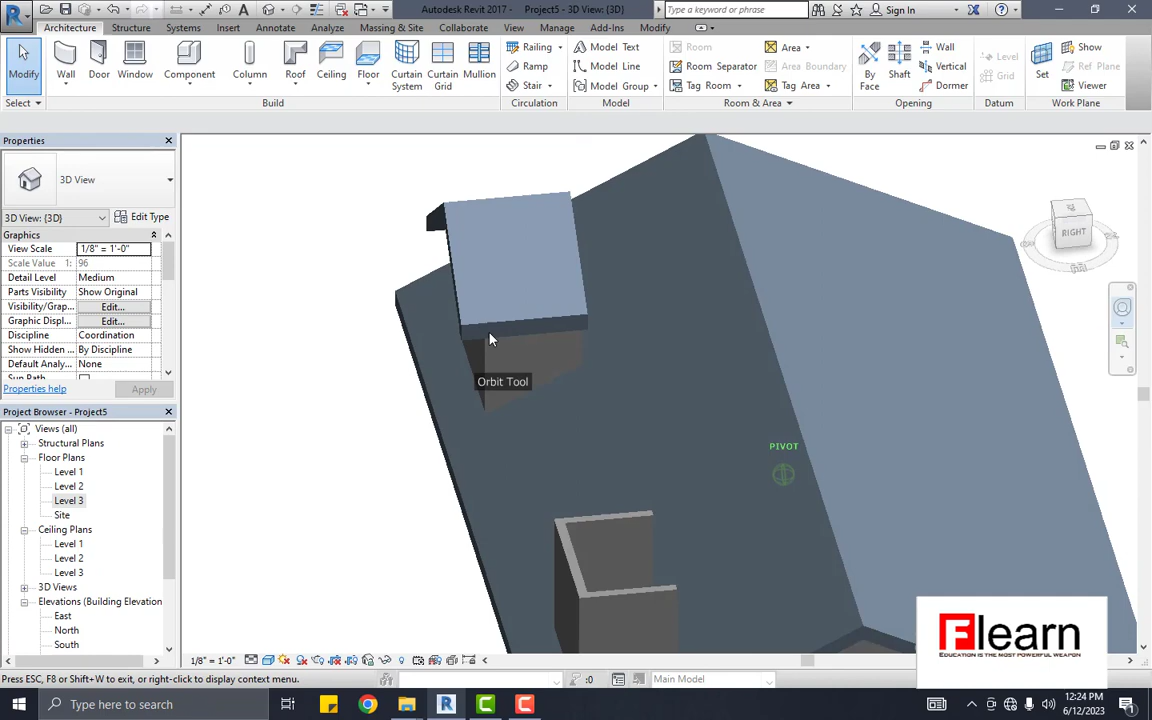 Autodesk Revit 2017 - Project5 - 3D View: {3D}
Type a keyword or phrase
Sign In
Architecture Structure Systems Insert Annotate Analyze Massing & Site Collaborate View Manage Add-Ins Modify
Modify Wall Door Window Component Column Roof Ceiling Floor Curtain System Curtain Grid Mullion
Railing Ramp Stair
Model Text Model Line Model Group
Room Room Separator Tag Room
Area Area Boundary Tag Area
By Face Shaft Wall Vertical Dormer
Level Grid
Set Show Ref Plane Viewer
Select Build Circulation Model Room & Area Opening Datum Work Plane
Properties
3D View
3D View: {3D} Edit Type
Graphics
View Scale 1/8" = 1'-0"
Scale Value 1: 96
Detail Level Medium
Parts Visibility Show Original
Visibility/Grap... Edit...
Graphic Displ... Edit...
Discipline Coordination
Show Hidden ... By Discipline
Default Analy... None
Sun Path
Properties help Apply
Project Browser - Project5
Views (all)
Structural Plans
Floor Plans
Level 1
Level 2
Level 3
Site
Ceiling Plans
Level 1
Level 2
Level 3
3D Views
Elevations (Building Elevation
East
North
South
Orbit Tool
PIVOT
RIGHT
Flearn
EDUCATION IS THE MOST POWERFUL WEAPON
1/8" = 1'-0"
Press ESC, F8 or Shift+W to exit, or right-click to display context menu.
:0
Main Model
Type here to search
12:24 PM
6/12/2023
1